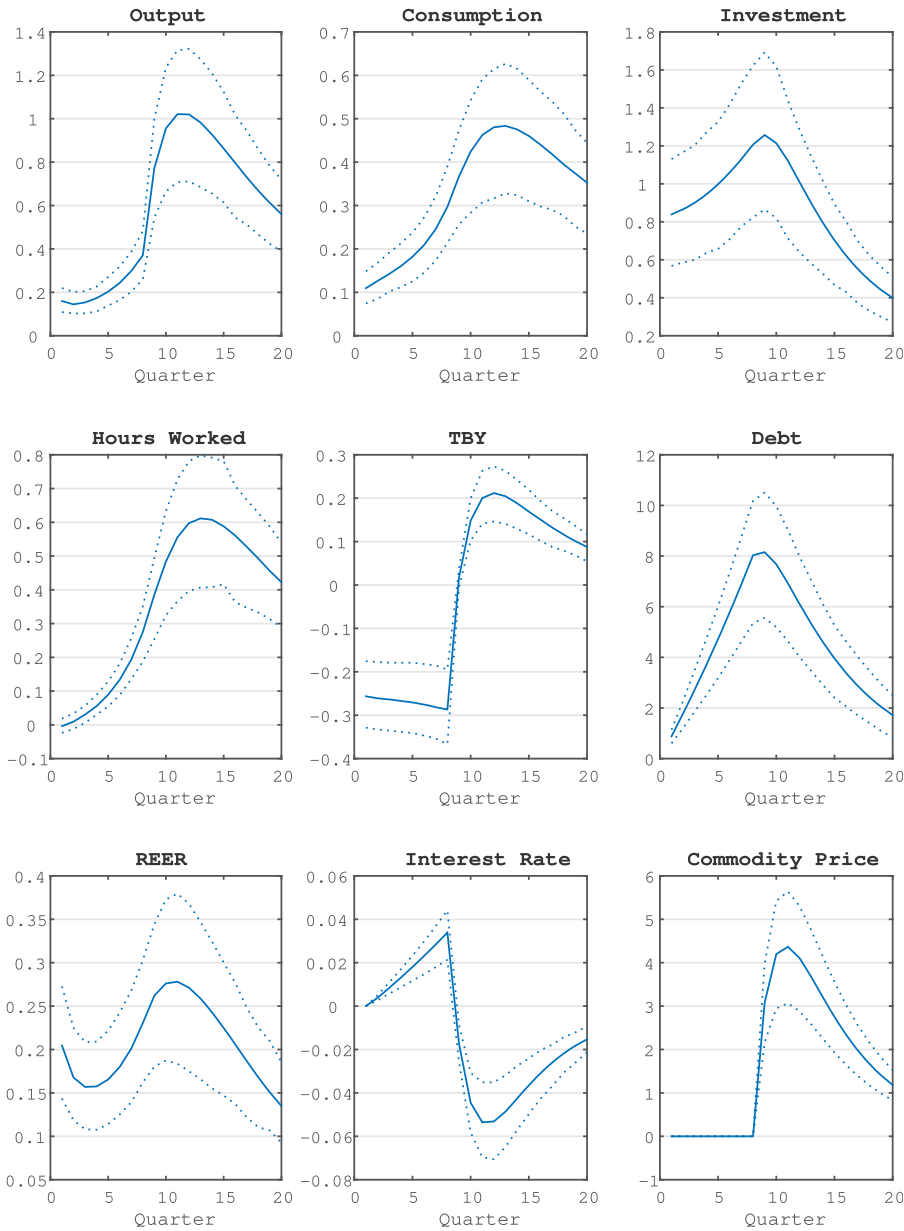 Output Consumption Investment
1.4 0.7 1.8
1.2 0.6 1.6
1 0.5 1.4
0.8 0.4 1.2
0.6 0.3 1
0.4 0.2 0.8
0.2 0.1 0.6
0 0 0.4
0.2
0 5 10 15 20 0 5 10 15 20 0 5 10 15 20
Quarter Quarter Quarter
Hours Worked TBY Debt
0.8 0.3 12
0.7 0.2 10
0.6 0.1 8
0.5 0 6
0.4 -0.1 4
0.3 -0.2 2
0.2 -0.3 0
0.1 -0.4
0
-0.1
0 5 10 15 20 0 5 10 15 20 0 5 10 15 20
Quarter Quarter Quarter
REER Interest Rate Commodity Price
0.4 0.06 6
0.35 0.04 5
0.3 0.02 4
0.25 0 3
0.2 -0.02 2
0.15 -0.04 1
0.1 -0.06 0
0.05 -0.08 -1
0 5 10 15 20 0 5 10 15 20 0 5 10 15 20
Quarter Quarter Quarter